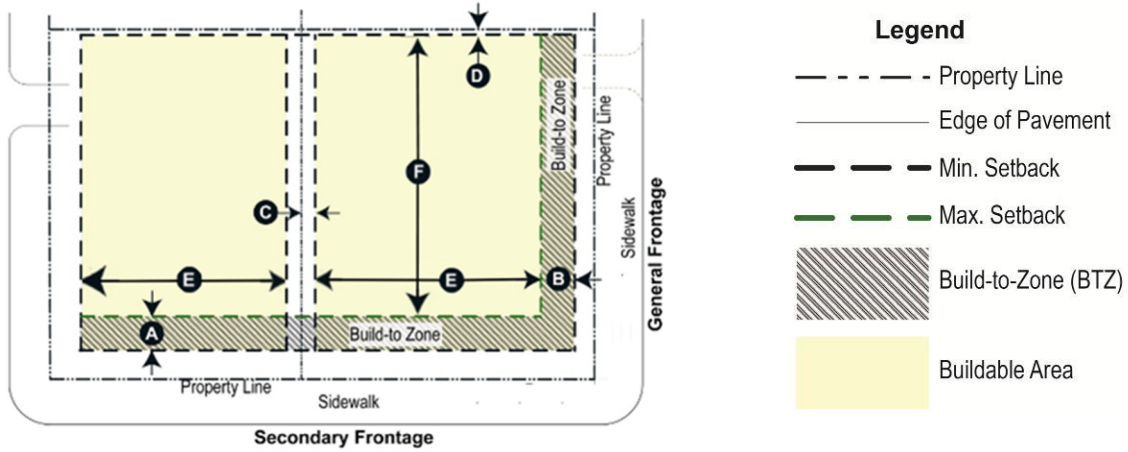 Legend
D
Build-to Zone
Property Line
Property Line
Edge of Pavement
F
Min. Setback
C
Sidewalk
General Frontage
Max. Setback
E
E
B
Build-to-Zone (BTZ)
A
Build-to Zone
Buildable Area
Property Line
Sidewalk
Secondary Frontage